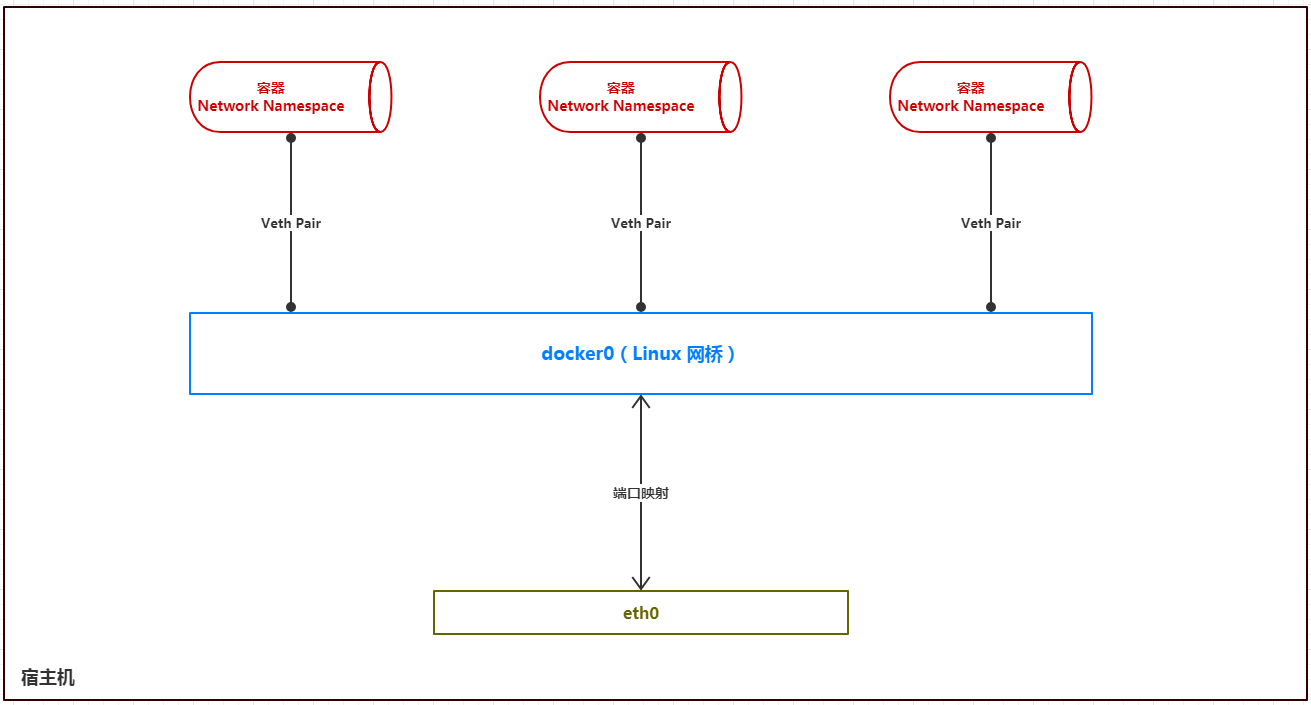 容器
Network Namespace
容器
Network Namespace
容器
Network Namespace
Veth Pair
Veth Pair
Veth Pair
docker0（Linux 网桥）
端口映射
eth0
宿主机